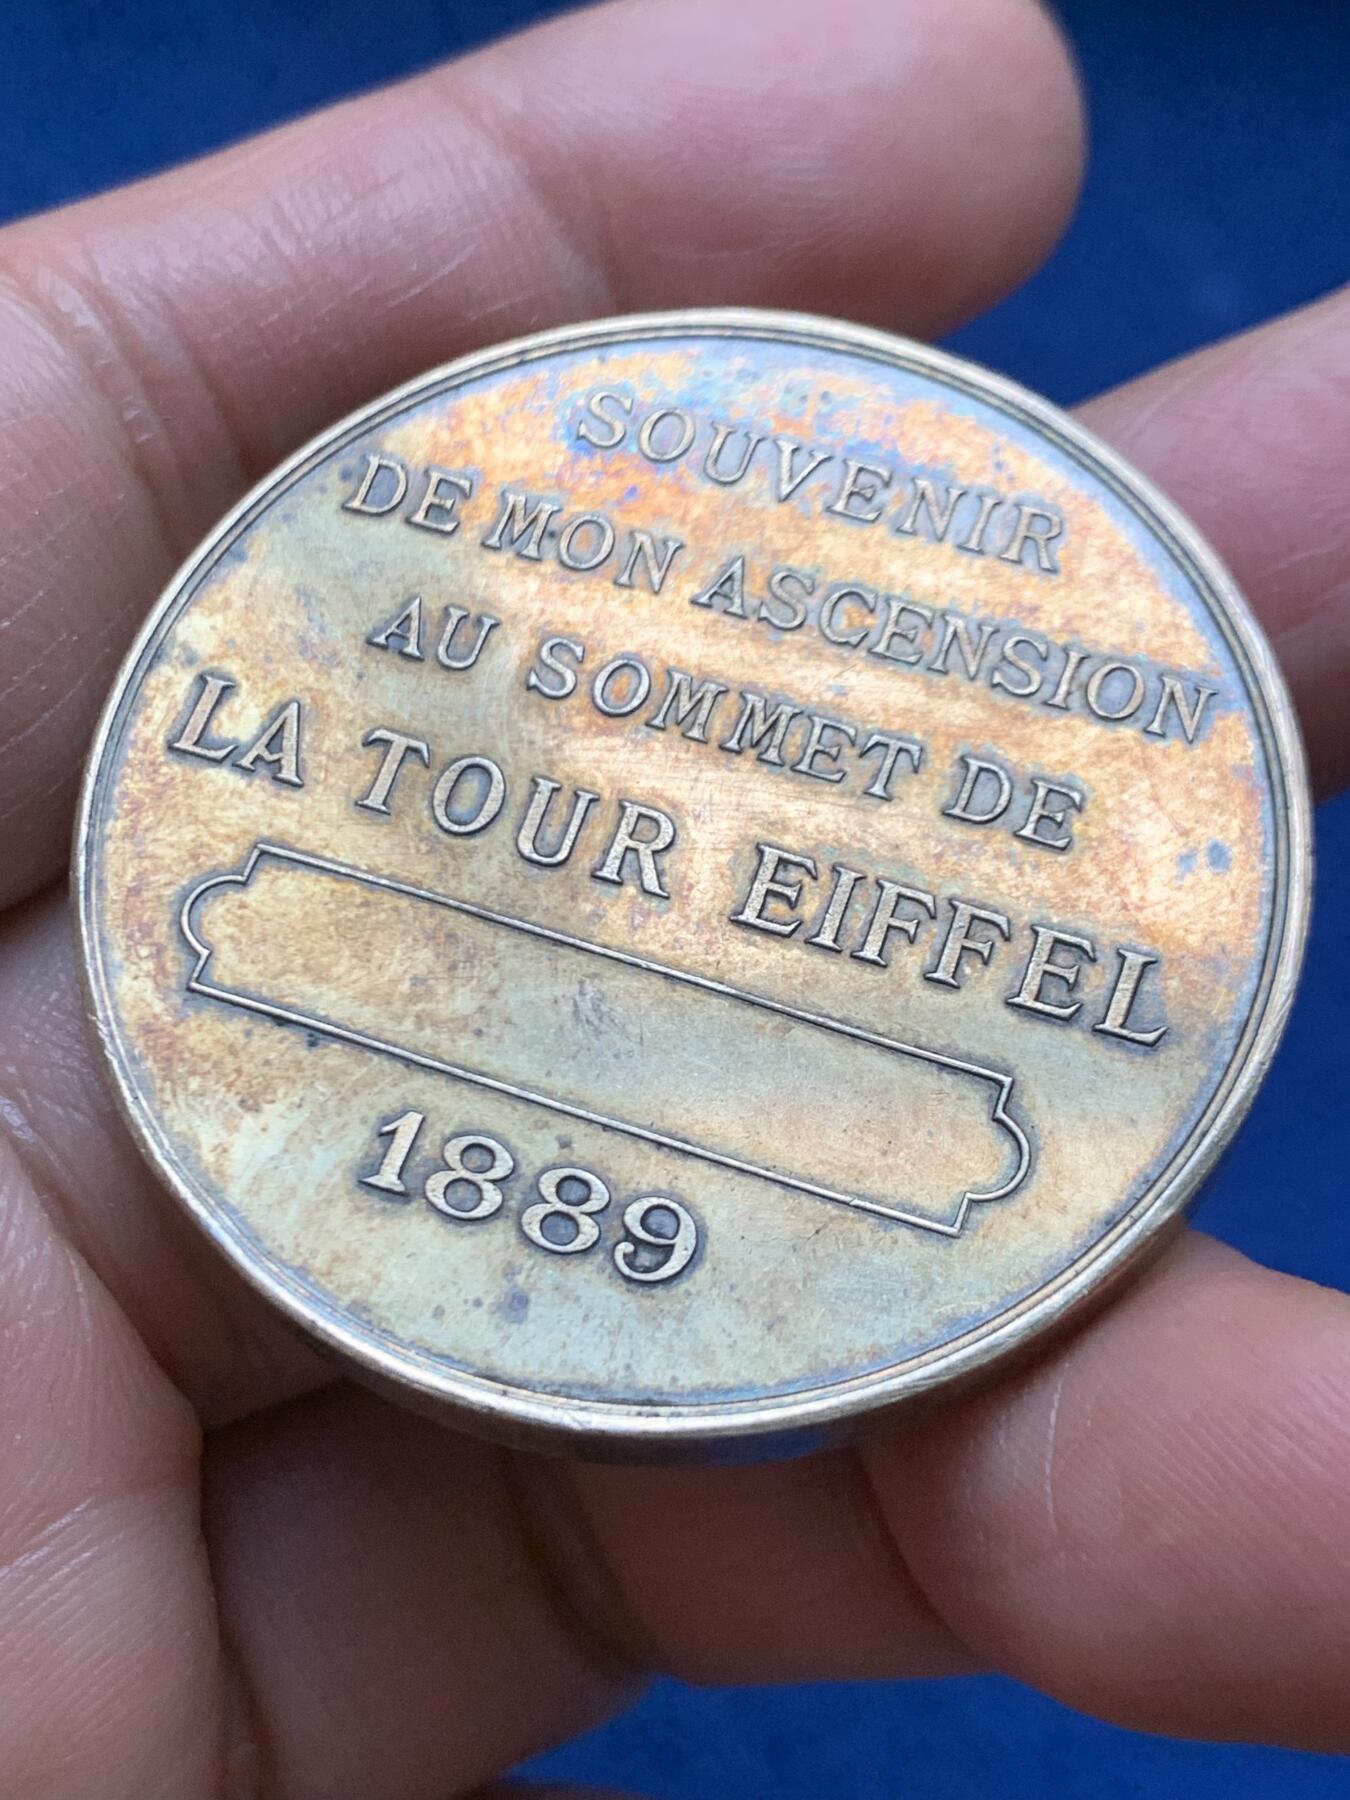 SOUVENIR
DE MON ASCENSION
AU SOMMET DE
LA TOUR EIFFEL
1889